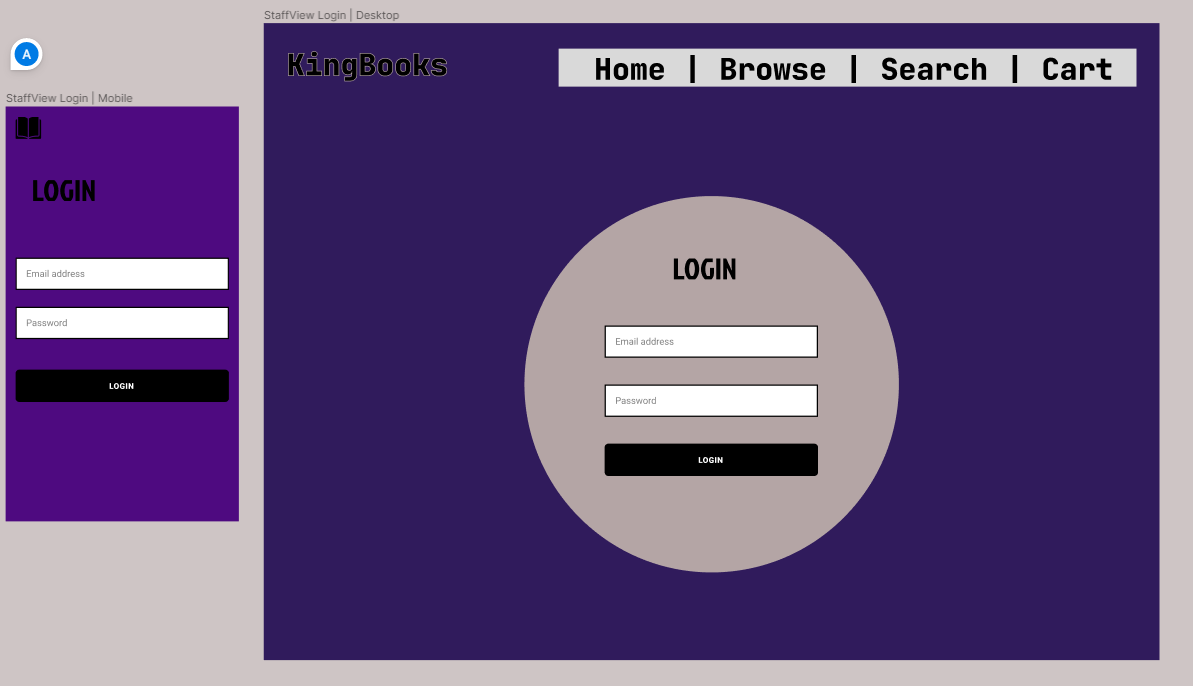 StaffView Login | Desktop
KingBooks
Home | Browse | Search | Cart
A
StaffView Login | Mobile
LOGIN
Email address
Password
LOGIN
LOGIN
Email address
Password
LOGIN